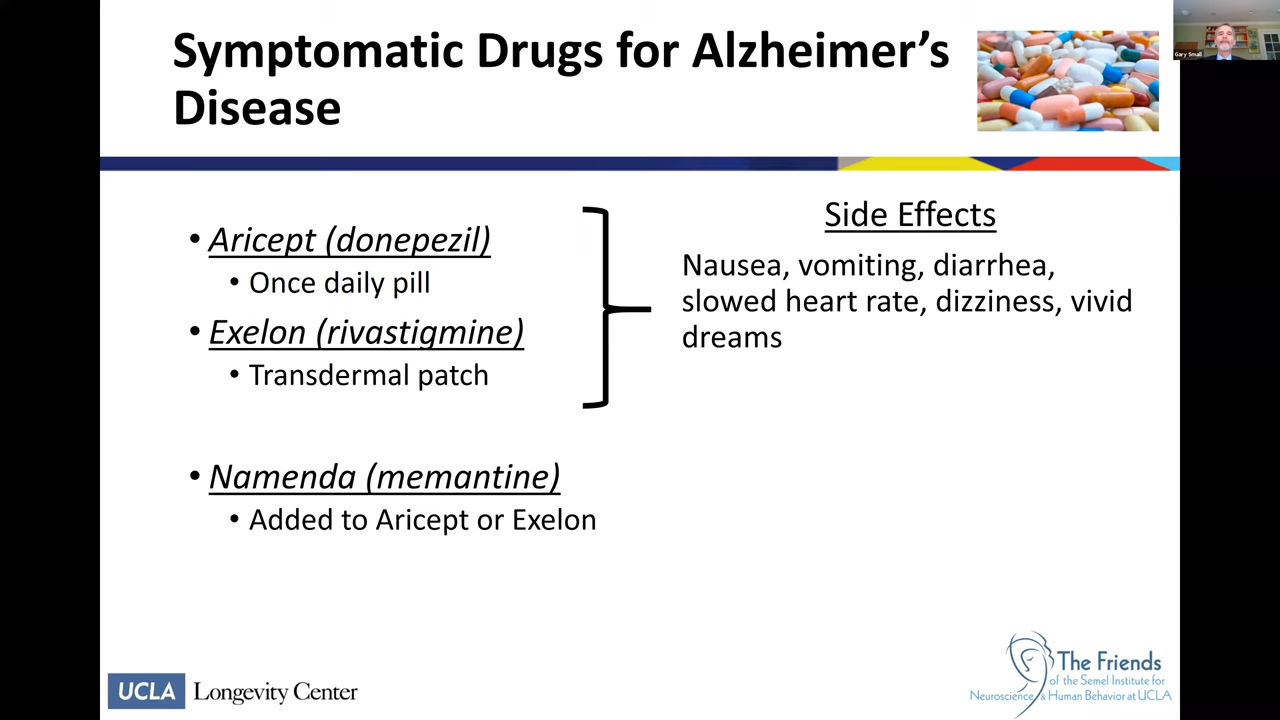 Symptomatic Drugs for Alzheimer’s
Disease
Gary Small
• Aricept (donepezil)
• Once daily pill
• Exelon (rivastigmine)
• Transdermal patch
• Namenda (memantine)
• Added to Aricept or Exelon
Side Effects
Nausea, vomiting, diarrhea,
slowed heart rate, dizziness, vivid
dreams
UCLA Longevity Center
The Friends
of the Semel Institute for
Neuroscience & Human Behavior at UCLA